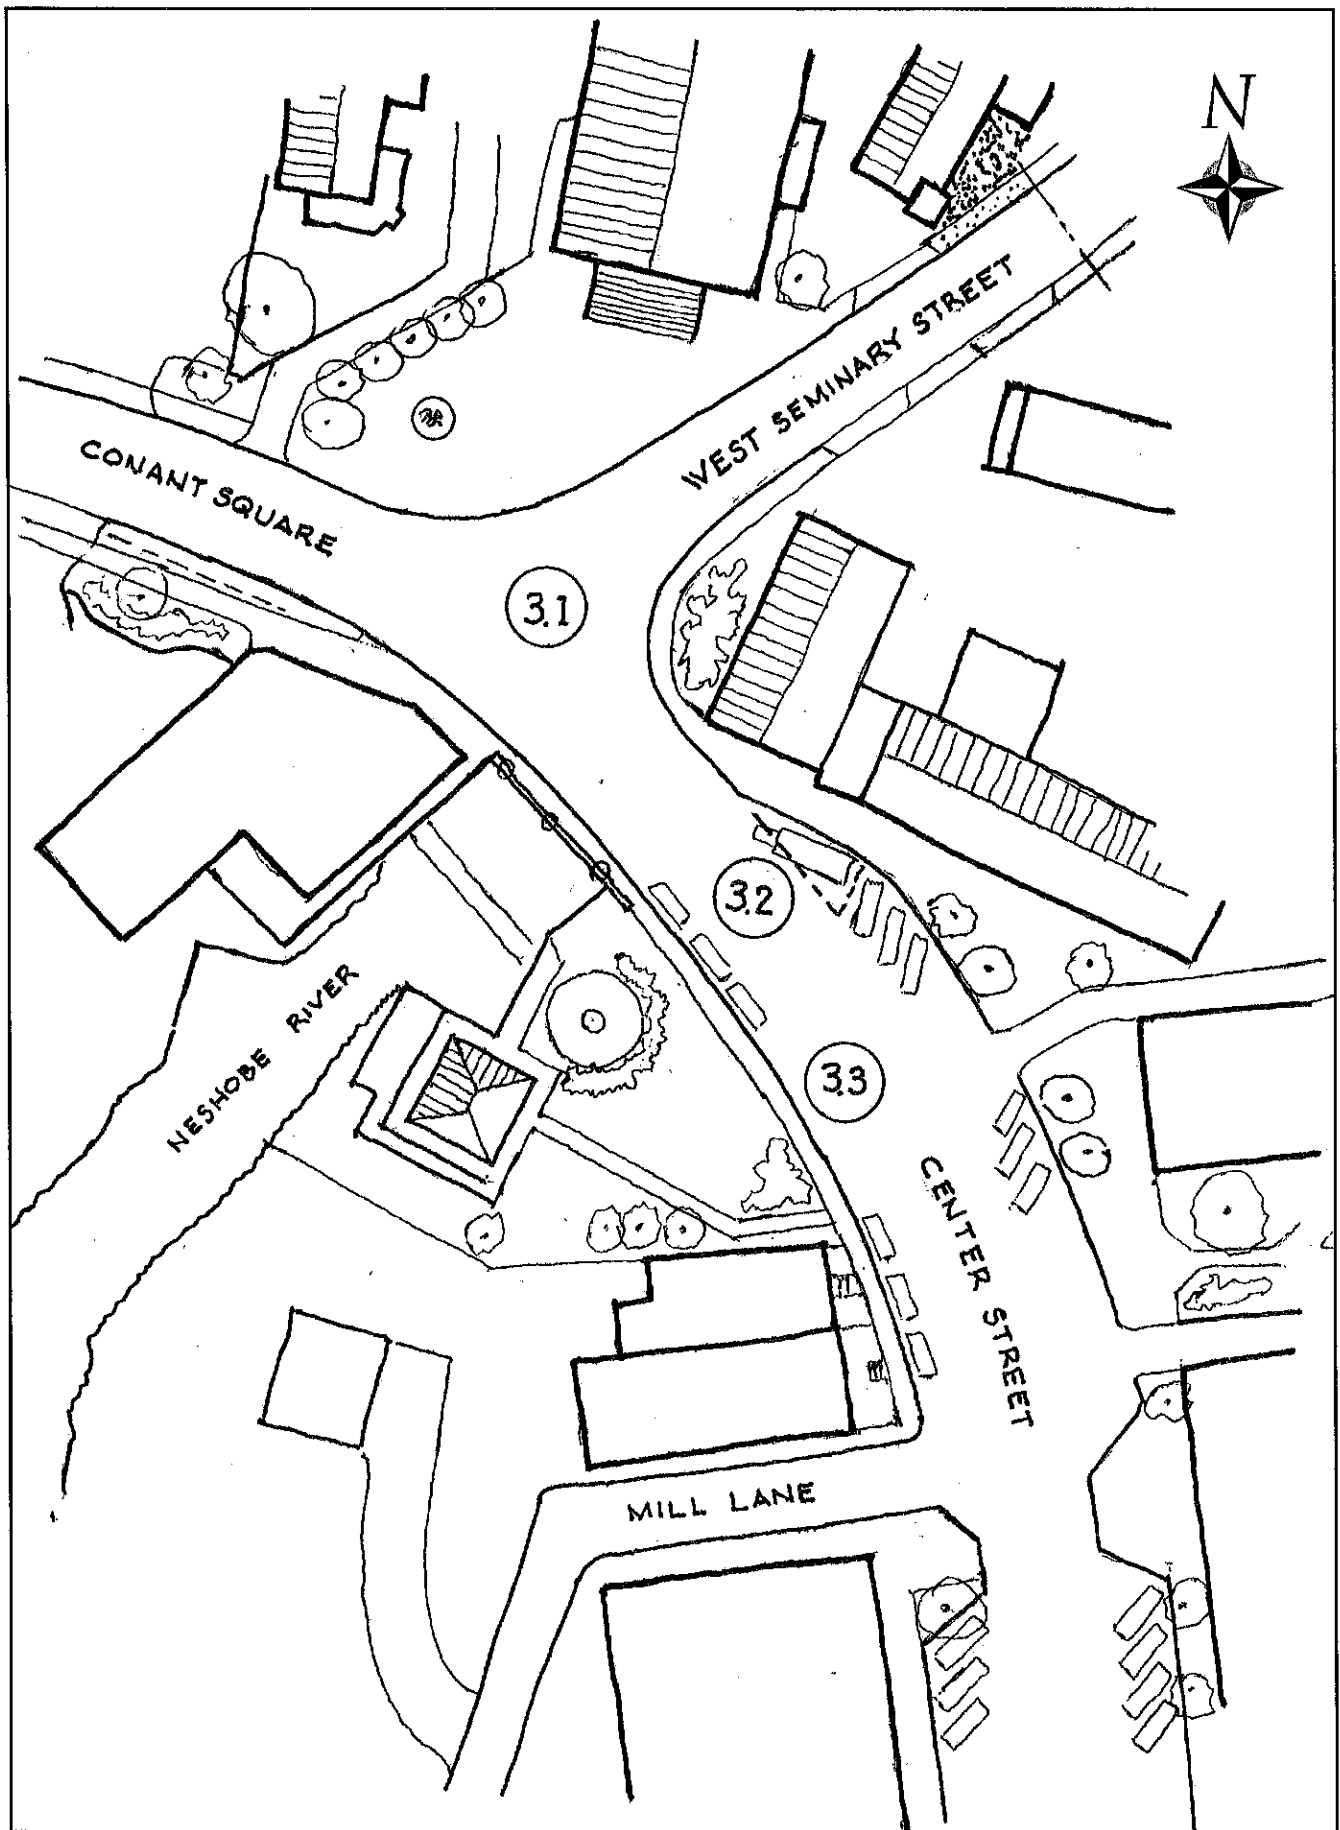 N
WEST SEMINARY STREET
CONANT SQUARE
3.1
3.2
NESHOBE RIVER
3.3
CENTER STREET
MILL LANE